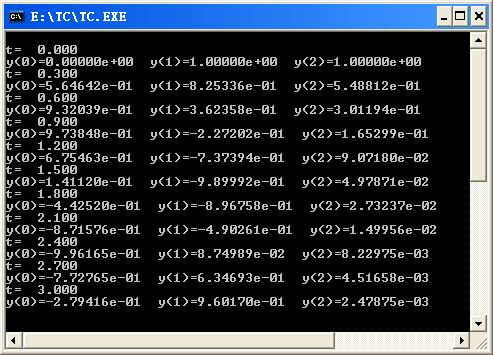 E:\TC\TC.EXE
t=  0.000
y(0)=0.00000e+00  y(1)=1.00000e+00  y(2)=1.00000e+00
t=  0.300
y(0)=5.64642e-01  y(1)=8.25336e-01  y(2)=5.48812e-01
t=  0.600
y(0)=9.32039e-01  y(1)=3.62358e-01  y(2)=3.01194e-01
t=  0.900
y(0)=9.73848e-01  y(1)=-2.27202e-01  y(2)=1.65299e-01
t=  1.200
y(0)=6.75463e-01  y(1)=-7.37394e-01  y(2)=9.07180e-02
t=  1.500
y(0)=1.41120e-01  y(1)=-9.89992e-01  y(2)=4.97871e-02
t=  1.800
y(0)=-4.42520e-01  y(1)=-8.96758e-01  y(2)=2.73237e-02
t=  2.100
y(0)=-8.71576e-01  y(1)=-4.90261e-01  y(2)=1.49956e-02
t=  2.400
y(0)=-9.96165e-01  y(1)=8.74989e-02  y(2)=8.22975e-03
t=  2.700
y(0)=-7.72765e-01  y(1)=6.34693e-01  y(2)=4.51658e-03
t=  3.000
y(0)=-2.79416e-01  y(1)=9.60170e-01  y(2)=2.47875e-03